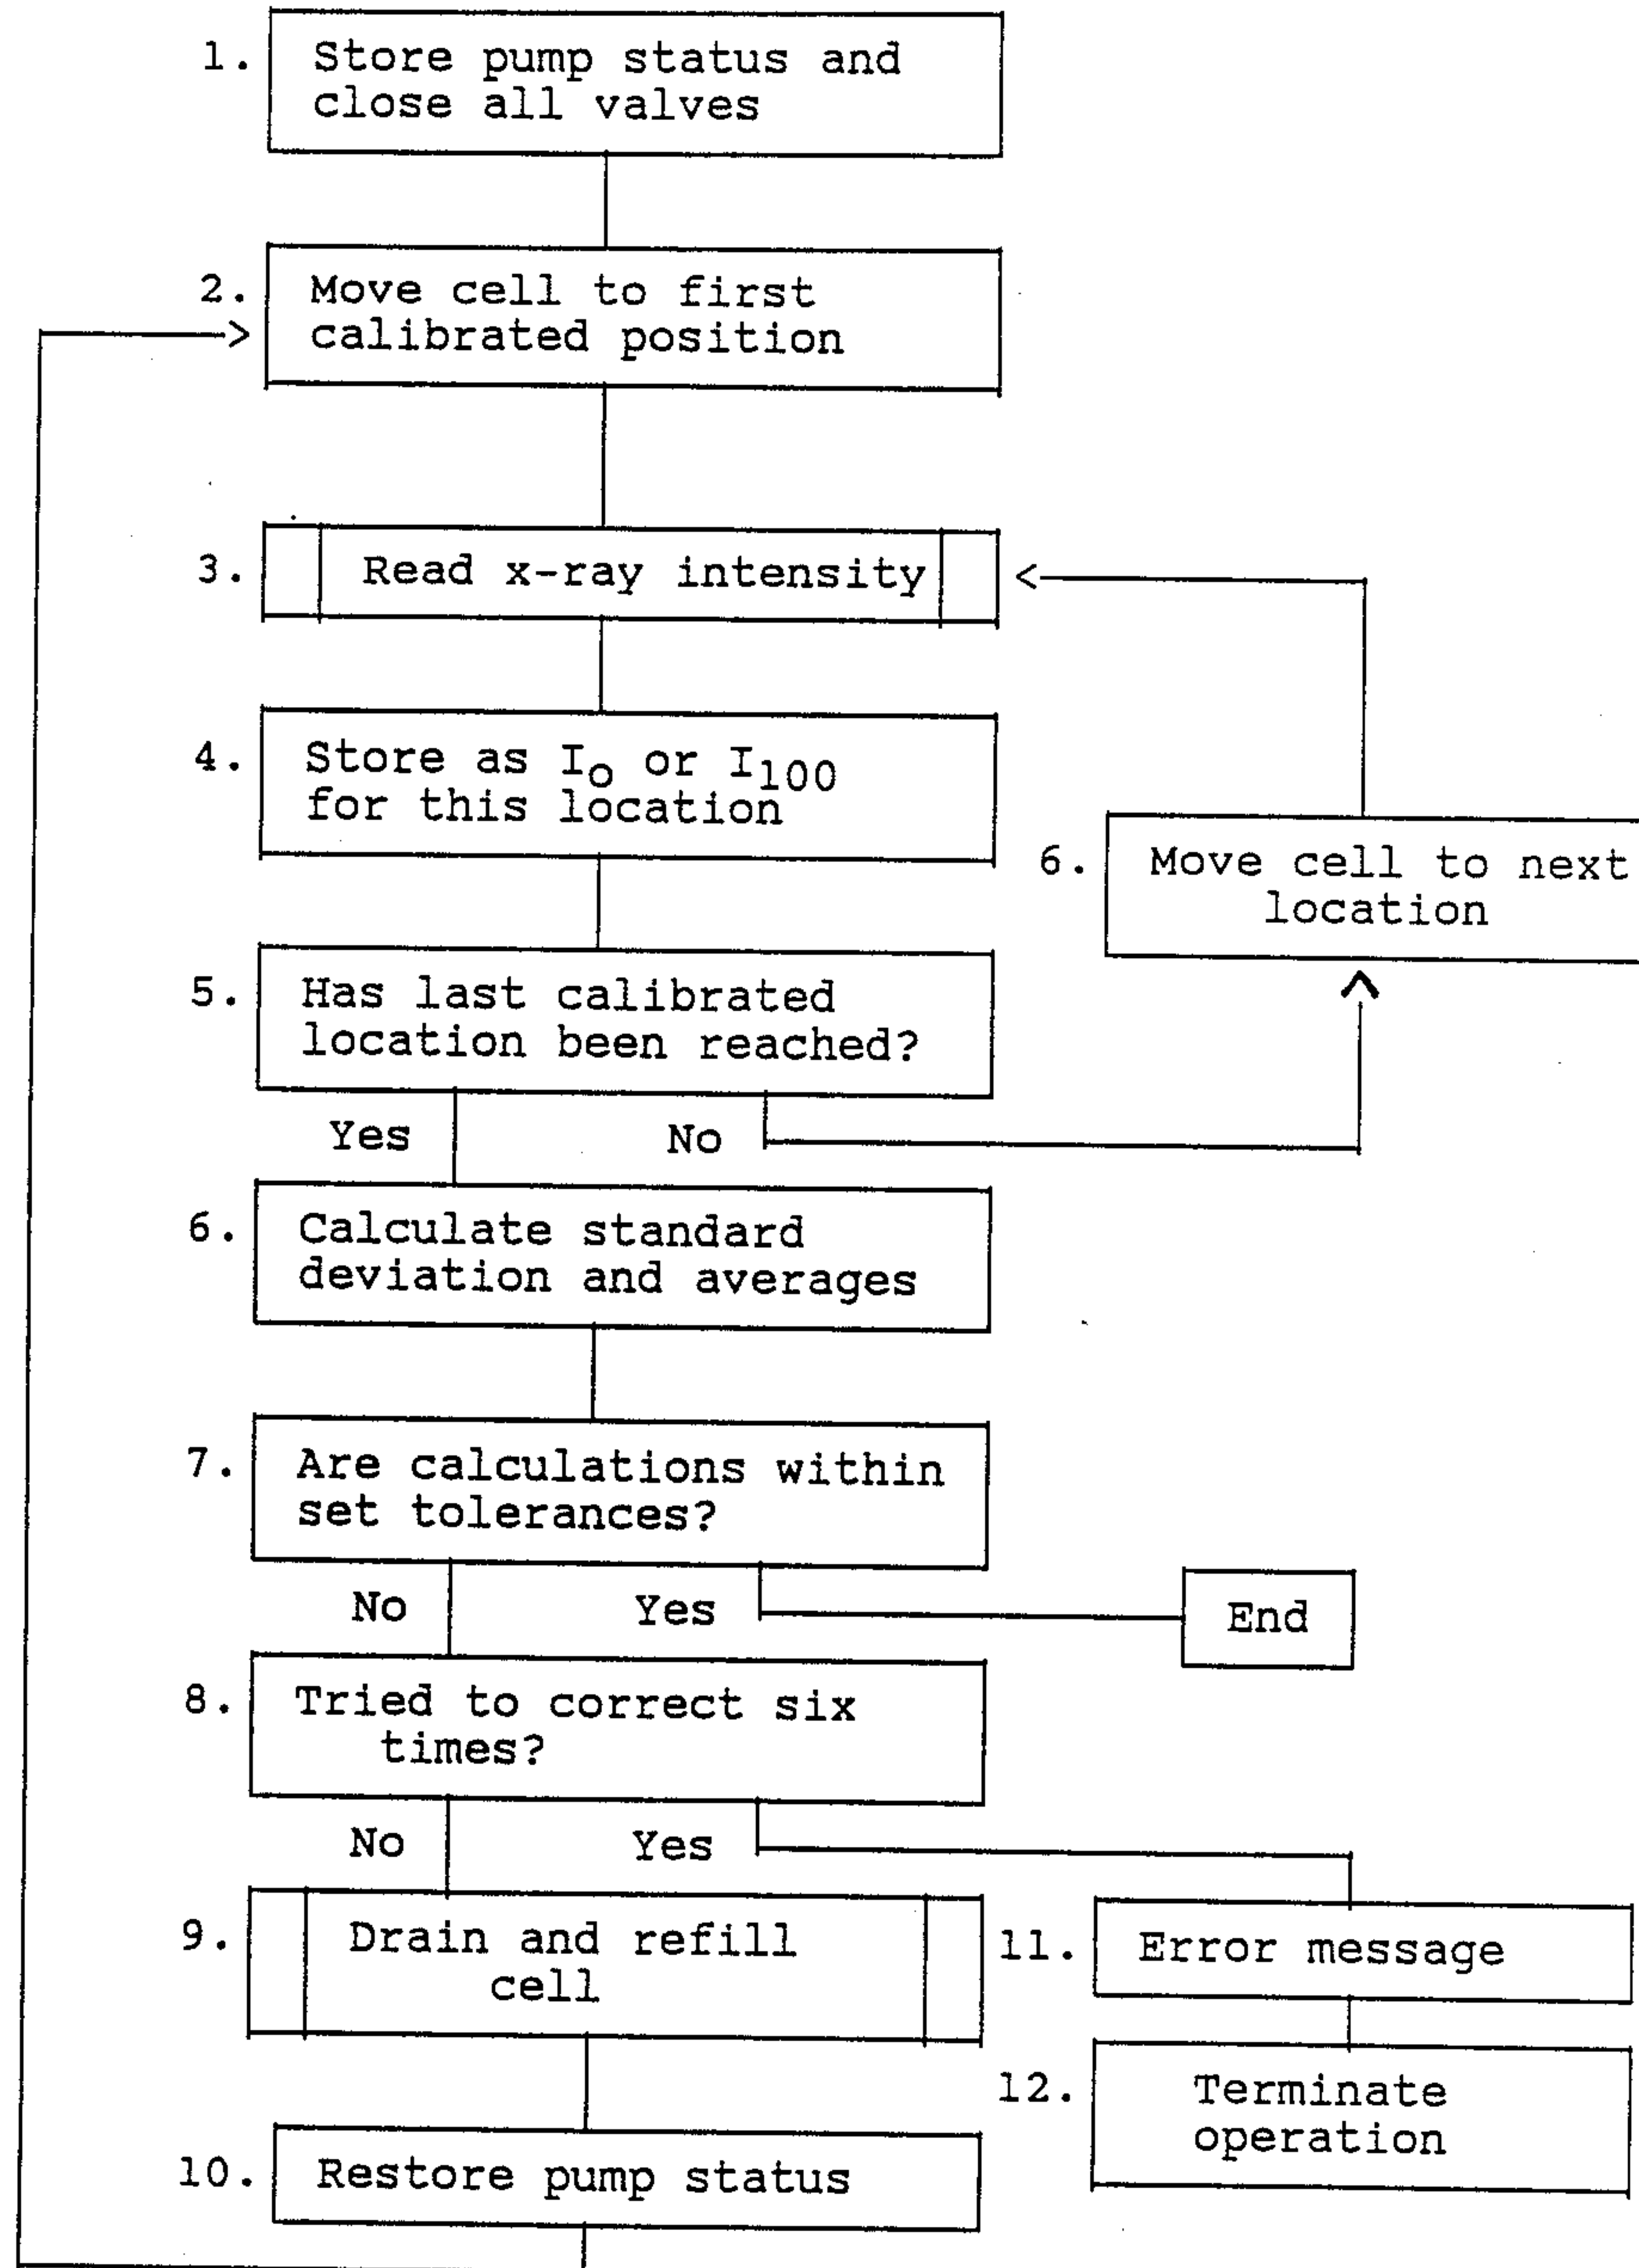 1. Store pump status and
close all valves
2. Move cell to first
calibrated position
3. Read x-ray intensity
4. Store as I0 or I100
for this location
6. Move cell to next
location
5. Has last calibrated
location been reached?
Yes No
6. Calculate standard
deviation and averages
7. Are calculations within
set tolerances?
No Yes
End
8. Tried to correct six
times?
No Yes
9. Drain and refill
cell
11. Error message
12. Terminate
operation
10. Restore pump status